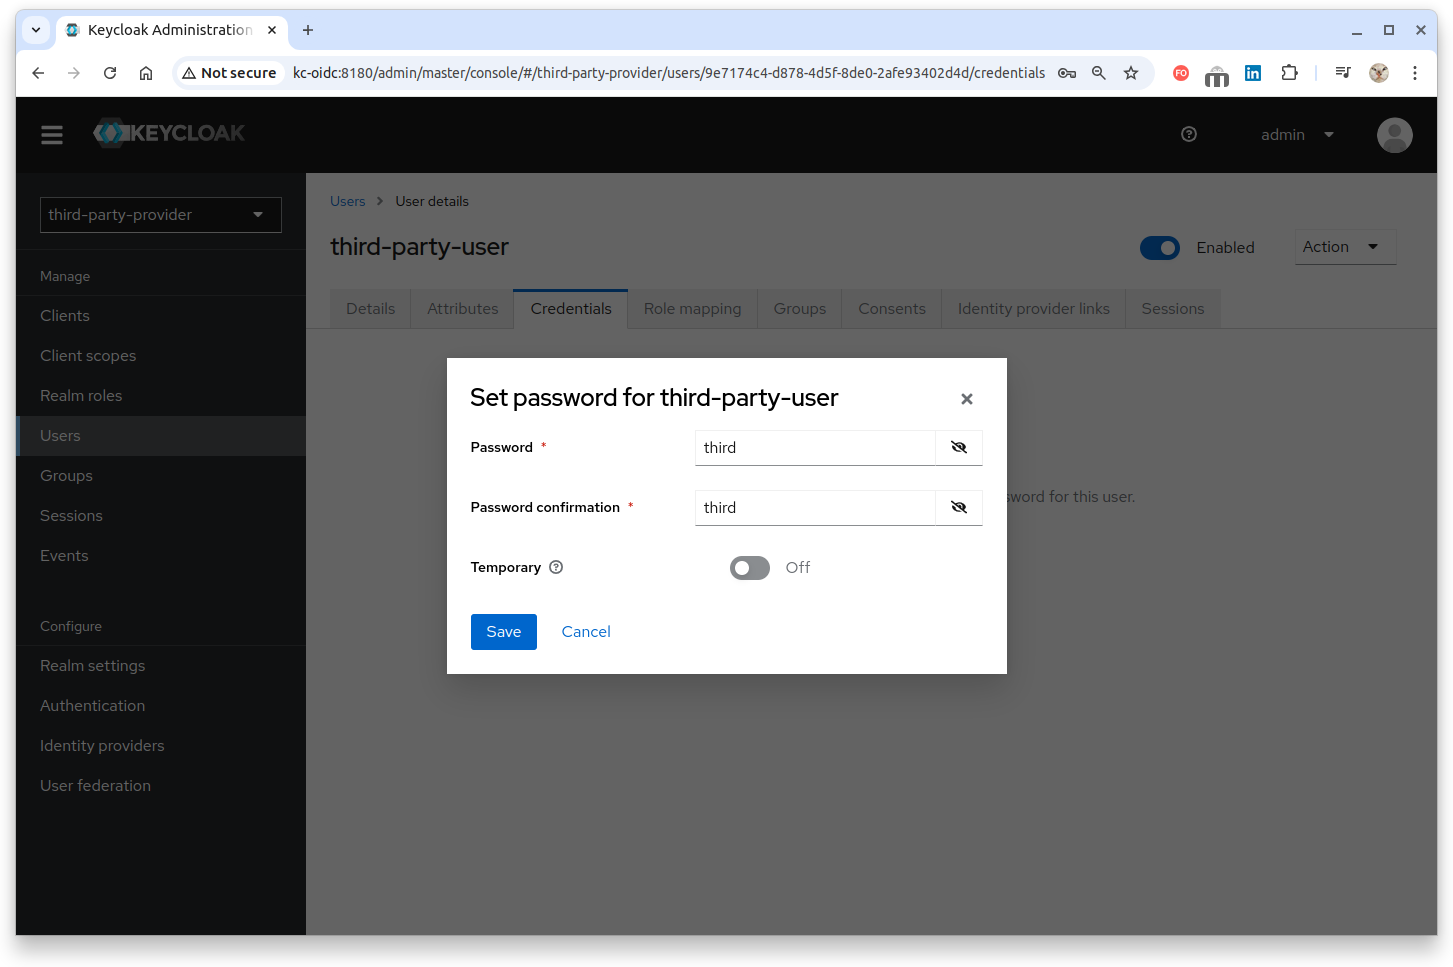 Keycloak Administration
Not secure
kc-oidc:8180/admin/master/console/#/third-party-provider/users/9e7174c4-d878-4d5f-8de0-2afe93402d4d/credentials
FO
in
KEYCLOAK
admin
third-party-provider
Manage
Clients
Client scopes
Realm roles
Users
Groups
Sessions
Events
Configure
Realm settings
Authentication
Identity providers
User federation
Users > User details
third-party-user
Enabled
Action
Details Attributes Credentials Role mapping Groups Consents Identity provider links Sessions
for this user.
Set password for third-party-user
Password *
third
Password confirmation *
third
Temporary
Off
Save Cancel